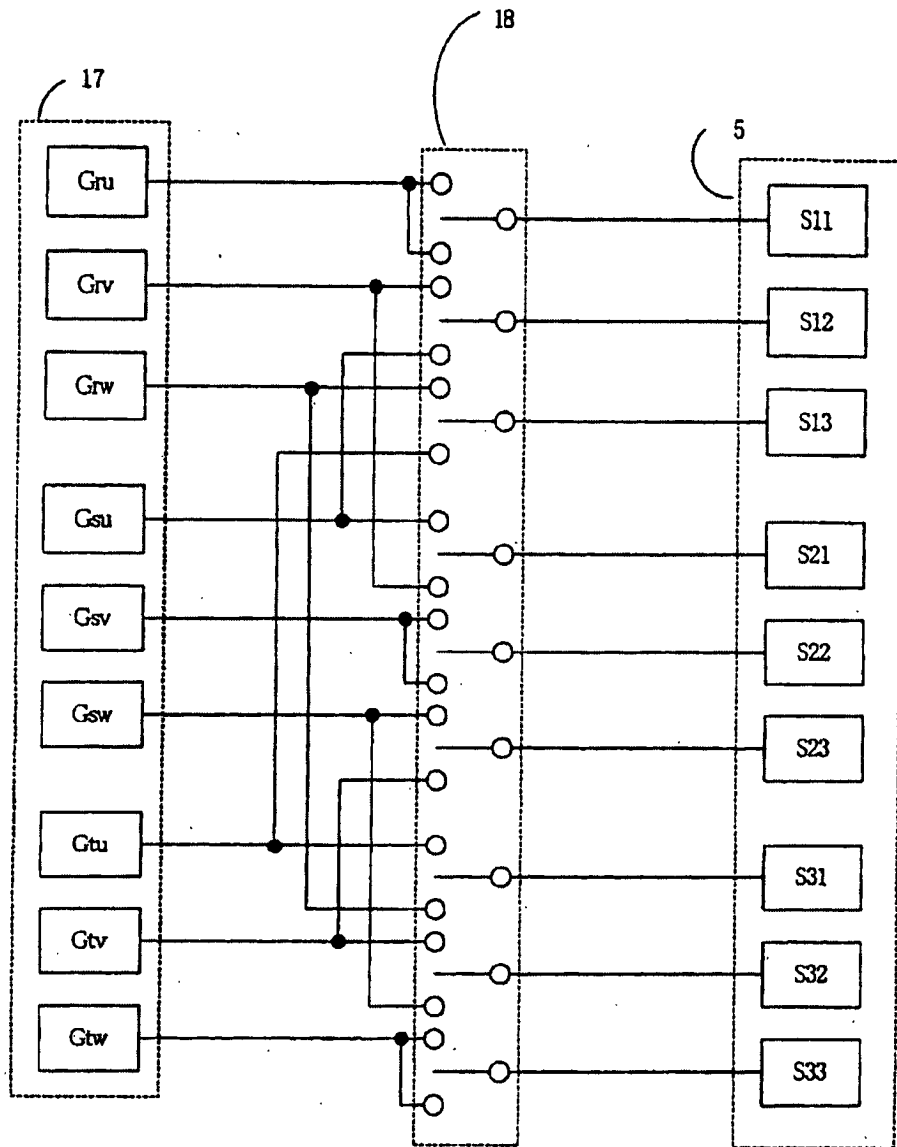 18
17
5
Gru
S11
Grv
S12
Grw
S13
Gsu
S21
Gsv
S22
Gsw
S23
Gtu
S31
Gtv
S32
Gtw
S33